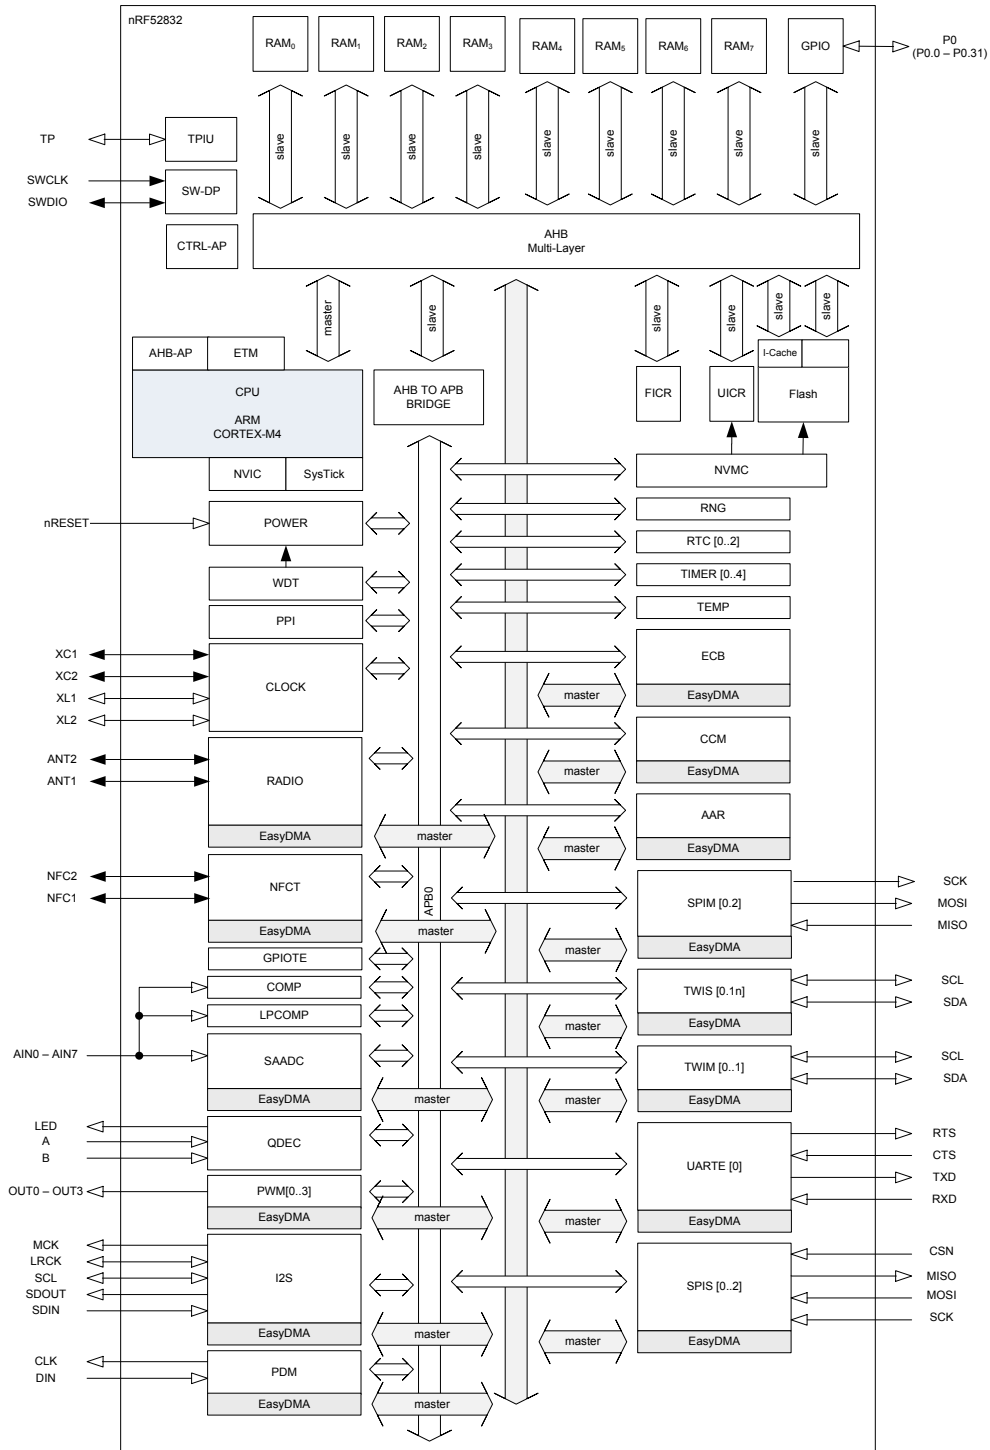 nRF52832
RAM0 RAM1 RAM2 RAM3 RAM4 RAM5 RAM6 RAM7 GPIO
P0
(P0.0 – P0.31)
slave slave slave slave slave slave slave slave slave
TP
TPIU
SWCLK
SWDIO
SW-DP
CTRL-AP
AHB
Multi-Layer
master slave slave slave slave slave
AHB-AP ETM
CPU
ARM
CORTEX-M4
NVIC SysTick
AHB TO APB
BRIDGE
FICR
UICR
I-Cache
Flash
NVMC
nRESET
POWER
RNG
RTC [0..2]
WDT
TIMER [0..4]
PPI
TEMP
XC1
XC2
XL1
XL2
CLOCK
ECB
master EasyDMA
ANT2
ANT1
RADIO
EasyDMA master
CCM
master EasyDMA
AAR
master EasyDMA
NFC2
NFC1
NFCT
EasyDMA master
APB0
SPIM [0.2]
master EasyDMA
SCK
MOSI
MISO
GPIOTE
COMP
LPCOMP
AIN0 – AIN7
SAADC
EasyDMA master
TWIS [0.1n]
master EasyDMA
SCL
SDA
TWIM [0..1]
master EasyDMA
SCL
SDA
LED
A
B
QDEC
UARTE [0]
master EasyDMA
RTS
CTS
TXD
RXD
OUT0 – OUT3
PWM[0..3]
EasyDMA master
MCK
LRCK
SCL
SDOUT
SDIN
I2S
EasyDMA master
SPIS [0..2]
master EasyDMA
CSN
MISO
MOSI
SCK
CLK
DIN
PDM
EasyDMA master